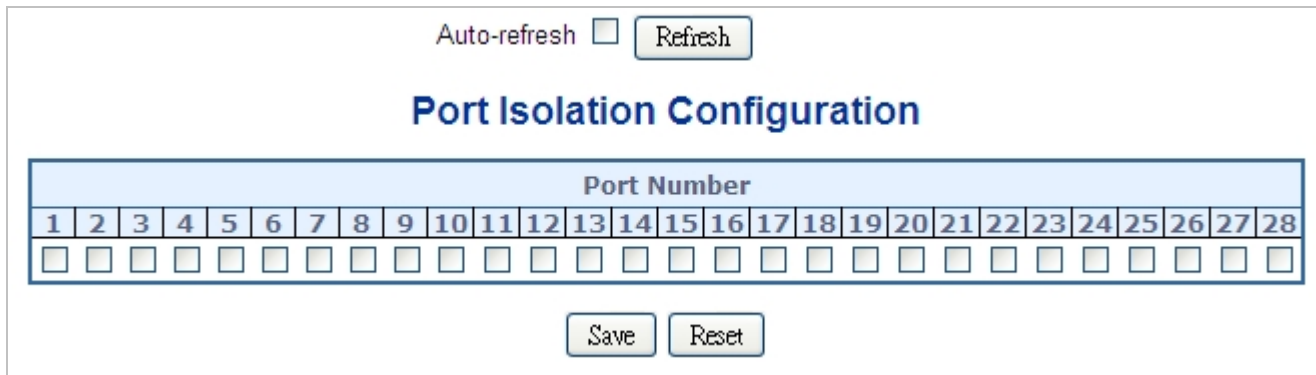 Auto-refresh Refresh
Port Isolation Configuration
Port Number
1 2 3 4 5 6 7 8 9 10 11 12 13 14 15 16 17 18 19 20 21 22 23 24 25 26 27 28
Save Reset